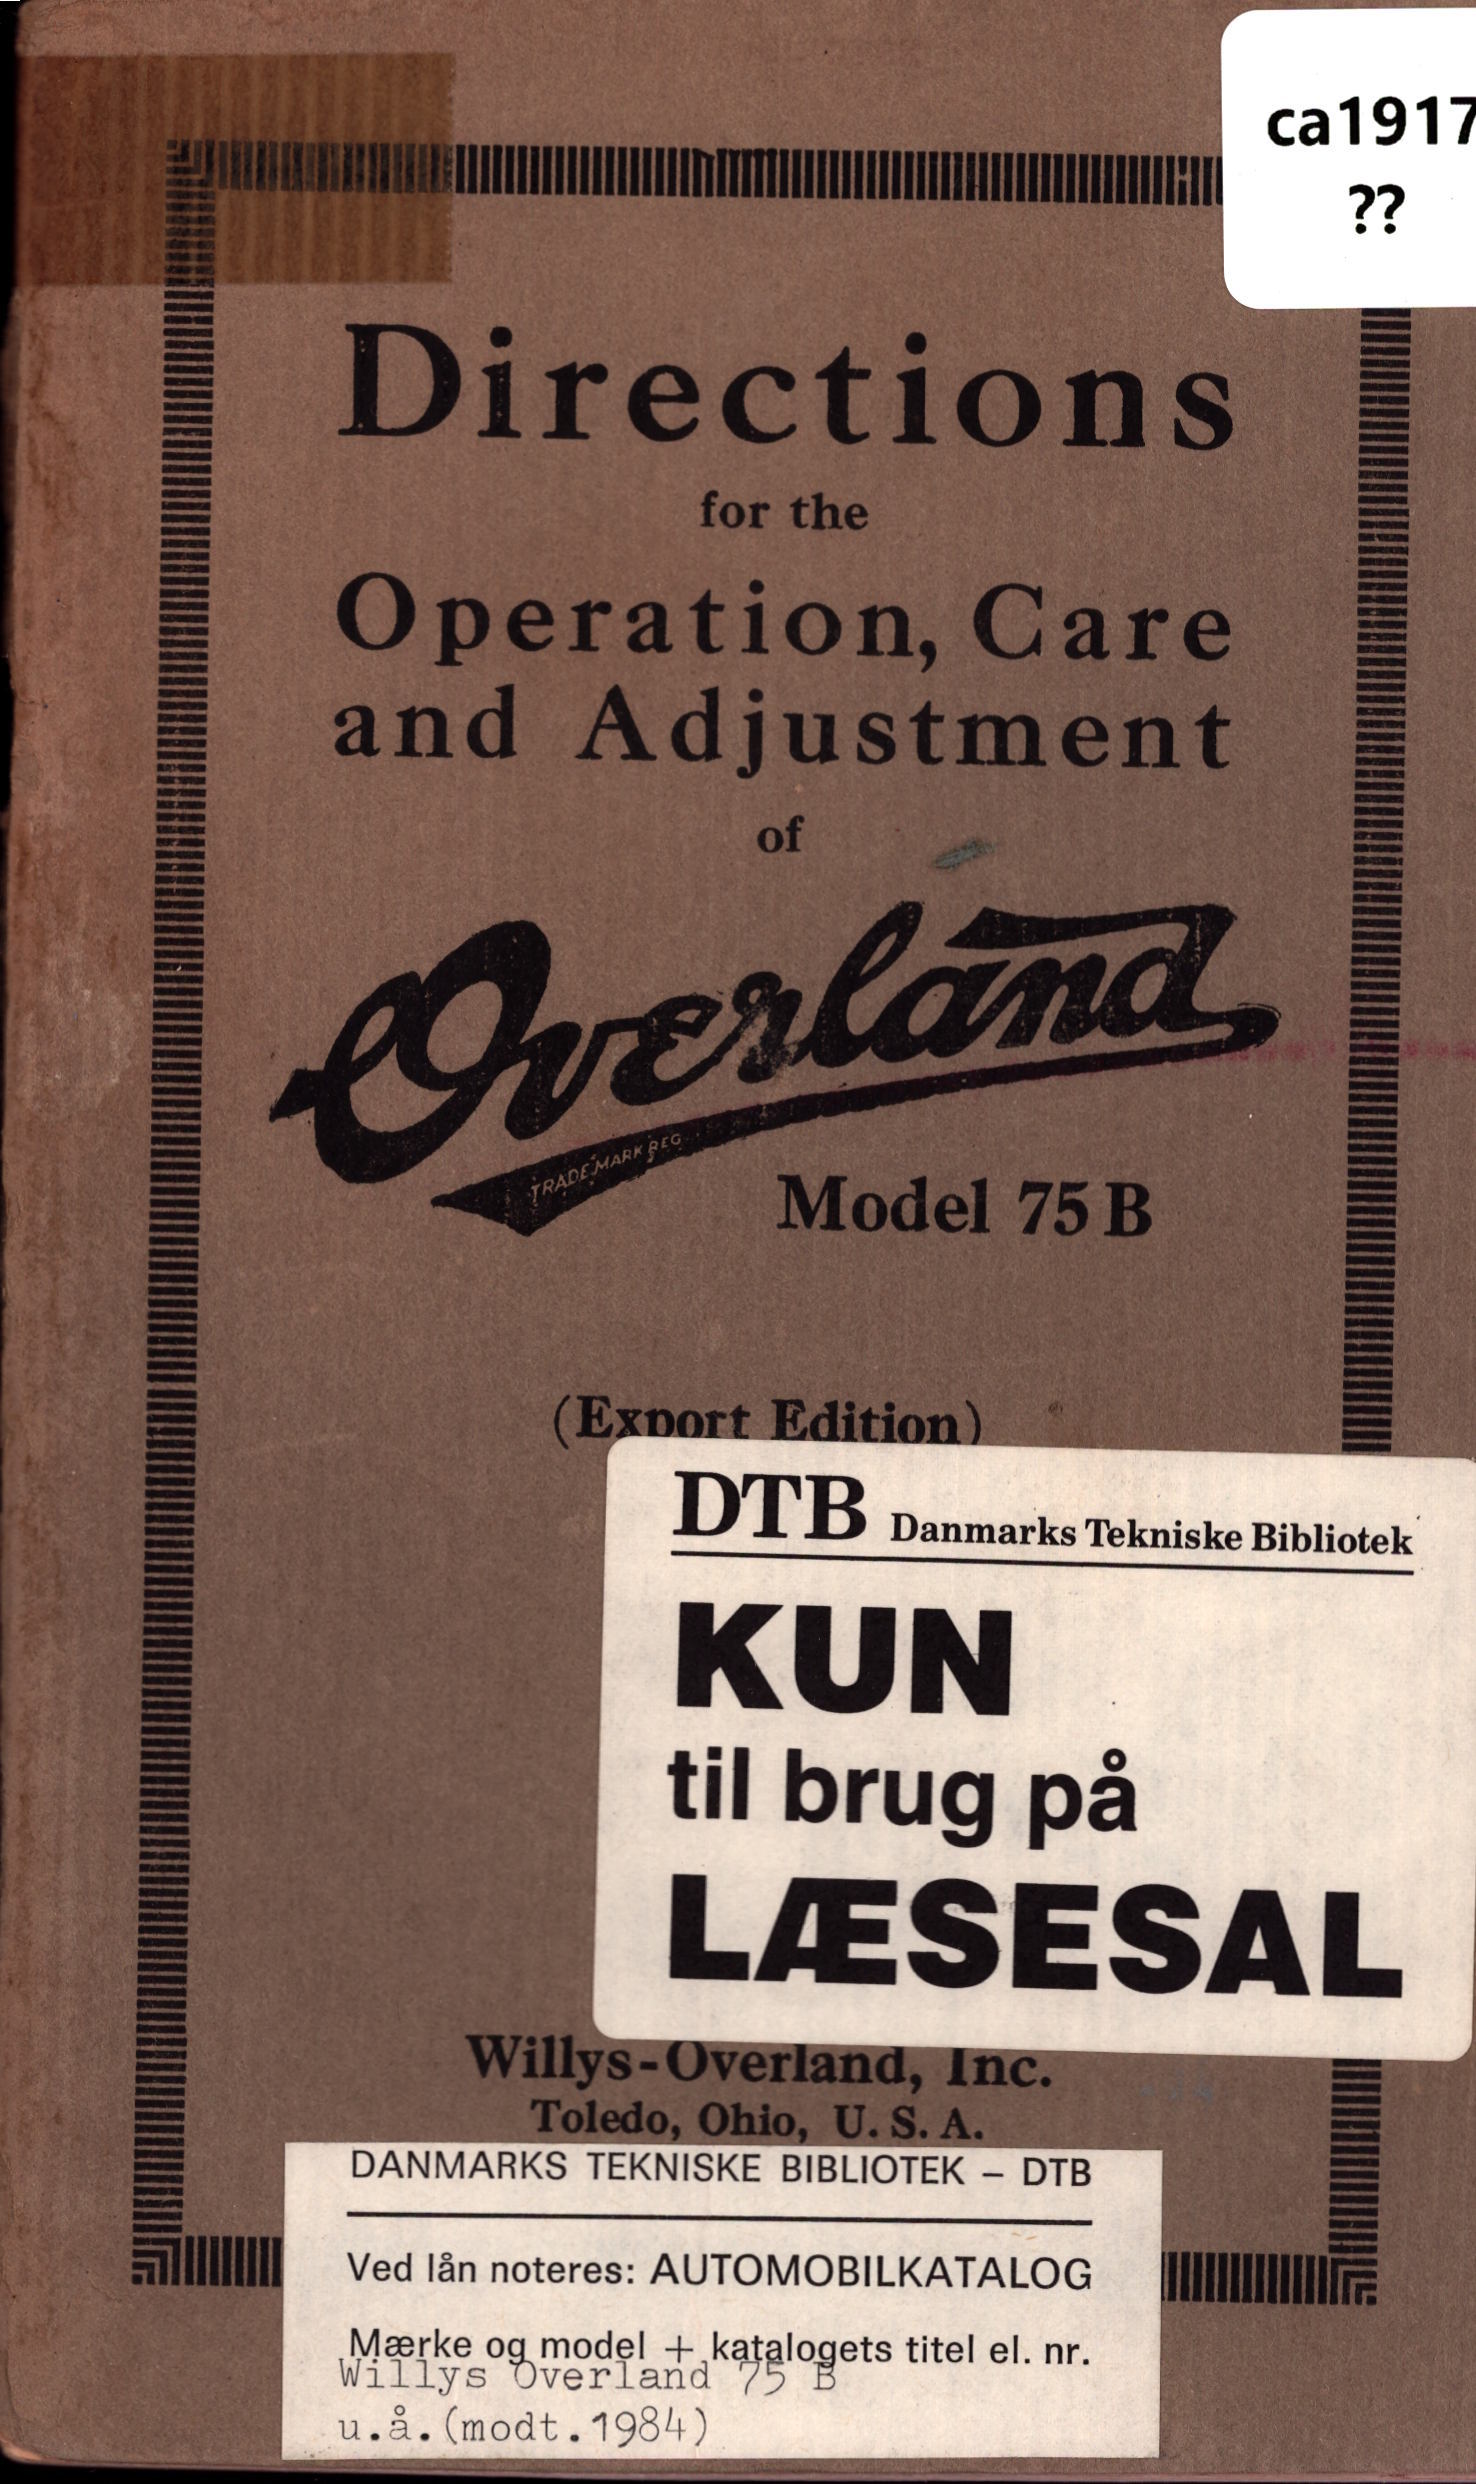 ca1917
??
Directions
for the
Operation, Care
and Adjustment
of
Overland
TRADE MARK REG
Model 75 B
(Export Edition)
DTB Danmarks Tekniske Bibliotek
KUN
til brug på
LÆSESAL
Willys-Overland, Inc.
Toledo, Ohio, U. S. A.
DANMARKS TEKNISKE BIBLIOTEK – DTB
Ved lån noteres: AUTOMOBILKATALOG
Mærke og model + katalogets titel el. nr.
Willys Overland 75 B
u.å.(modt.1984)